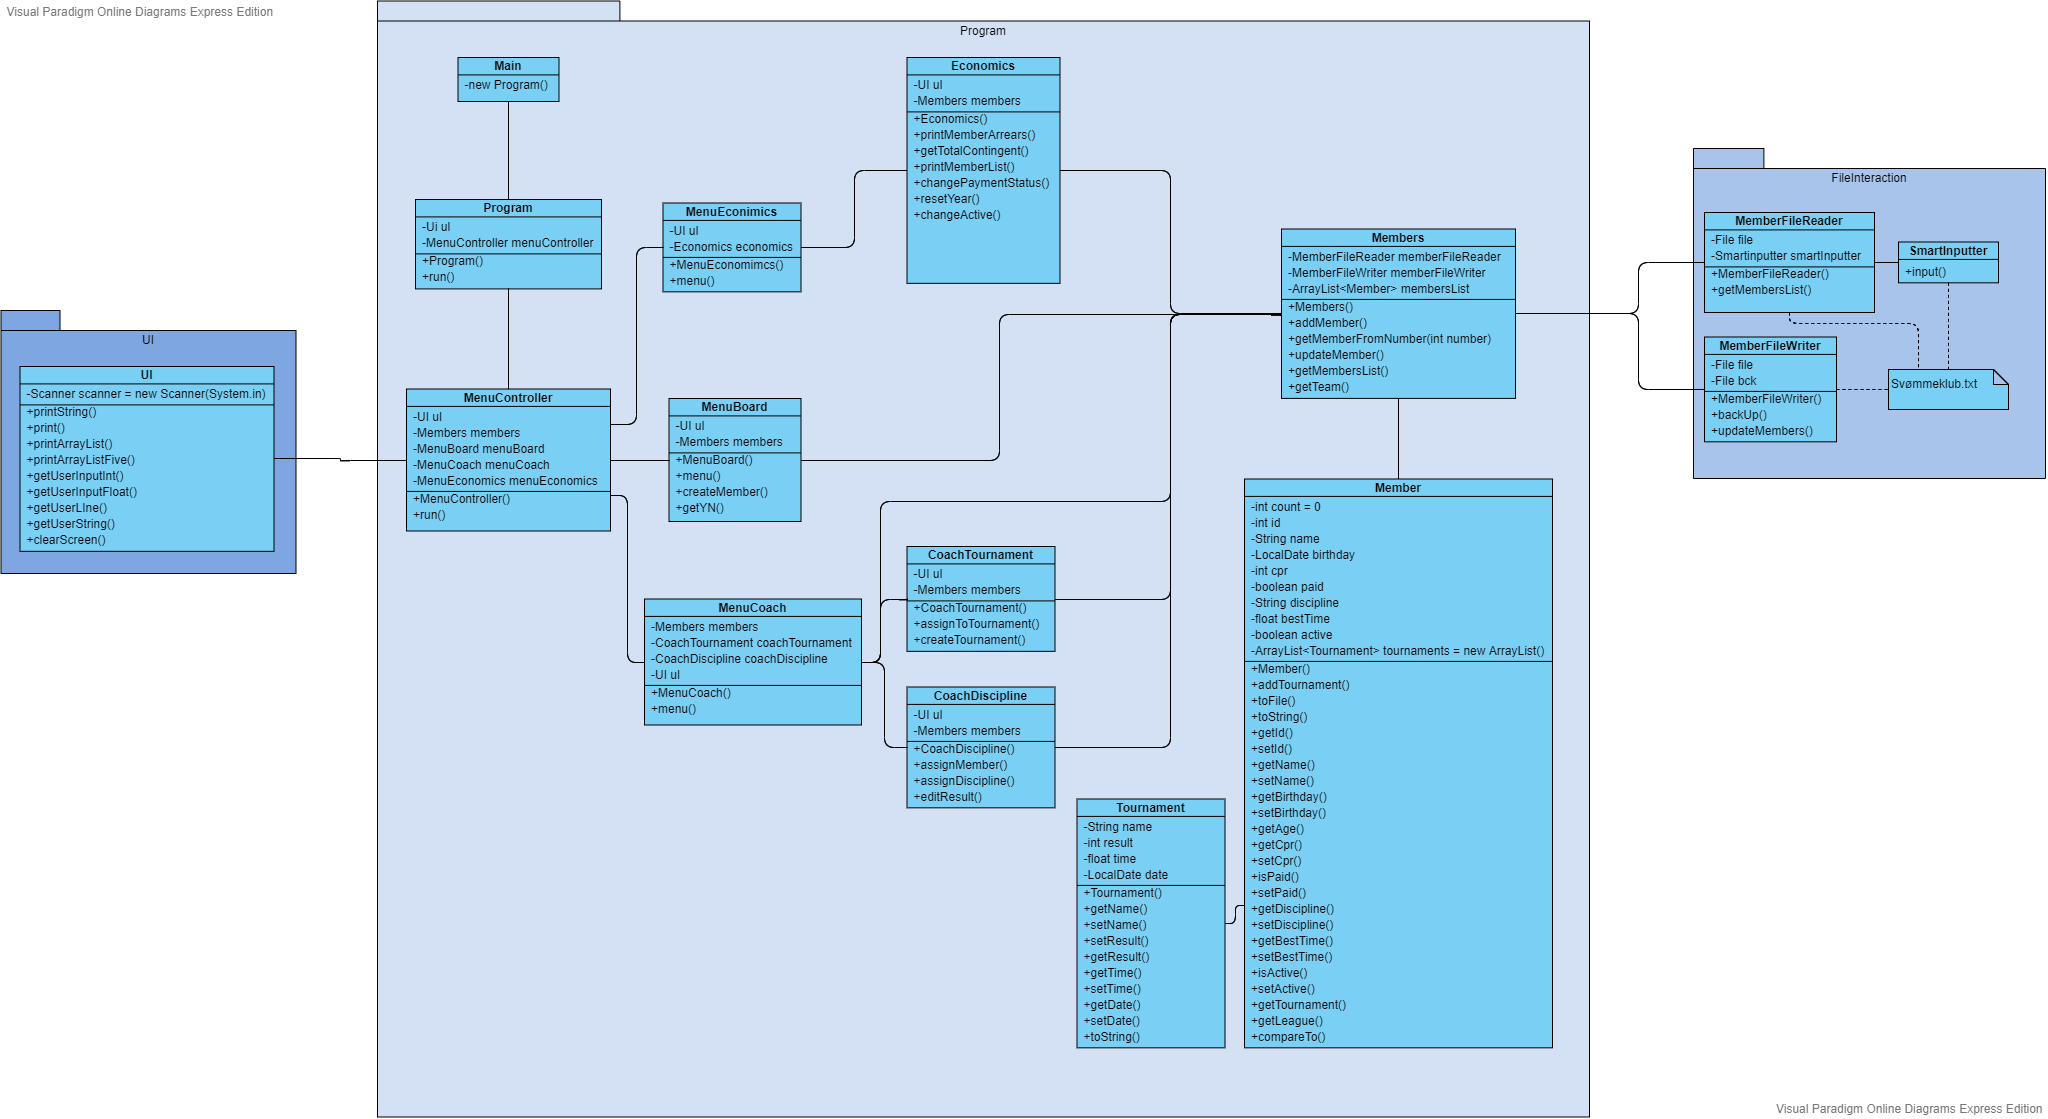 Visual Paradigm Online Diagrams Express Edition
Program
Main
-new Program()
Program
-Ui ul
-MenuController menuController
+Program()
+run()
UI
UI
-Scanner scanner = new Scanner(System.in)
+printString()
+print()
+printArrayList()
+printArrayListFive()
+getUserInputInt()
+getUserInputFloat()
+getUserLIne()
+getUserString()
+clearScreen()
MenuController
-UI ul
-Members members
-MenuBoard menuBoard
-MenuCoach menuCoach
-MenuEconomics menuEconomics
+MenuController()
+run()
MenuEconimics
-UI ul
-Economics economics
+MenuEconomimcs()
+menu()
MenuBoard
-UI ul
-Members members
+MenuBoard()
+menu()
+createMember()
+getYN()
MenuCoach
-Members members
-CoachTournament coachTournament
-CoachDiscipline coachDiscipline
-UI ul
+MenuCoach()
+menu()
Economics
-UI ul
-Members members
+Economics()
+printMemberArrears()
+getTotalContingent()
+printMemberList()
+changePaymentStatus()
+resetYear()
+changeActive()
CoachTournament
-UI ul
-Members members
+CoachTournament()
+assignToTournament()
+createTournament()
CoachDiscipline
-UI ul
-Members members
+CoachDiscipline()
+assignMember()
+assignDiscipline()
+editResult()
Tournament
-String name
-int result
-float time
-LocalDate date
+Tournament()
+getName()
+setName()
+setResult()
+getResult()
+getTime()
+setTime()
+getDate()
+setDate()
+toString()
Members
-MemberFileReader memberFileReader
-MemberFileWriter memberFileWriter
-ArrayList<Member> membersList
+Members()
+addMember()
+getMemberFromNumber(int number)
+updateMember()
+getMembersList()
+getTeam()
Member
-int count = 0
-int id
-String name
-LocalDate birthday
-int cpr
-boolean paid
-String discipline
-float bestTime
-boolean active
-ArrayList<Tournament> tournaments = new ArrayList()
+Member()
+addTournament()
+toFile()
+toString()
+getId()
+setId()
+getName()
+setName()
+getBirthday()
+setBirthday()
+getAge()
+getCpr()
+setCpr()
+isPaid()
+setPaid()
+getDiscipline()
+setDiscipline()
+getBestTime()
+setBestTime()
+isActive()
+setActive()
+getTournament()
+getLeague()
+compareTo()
FileInteraction
MemberFileReader
-File file
-Smartinputter smartInputter
+MemberFileReader()
+getMembersList()
SmartInputter
+input()
MemberFileWriter
-File file
-File bck
+MemberFileWriter()
+backUp()
+updateMembers()
Svømmeklub.txt
Visual Paradigm Online Diagrams Express Edition